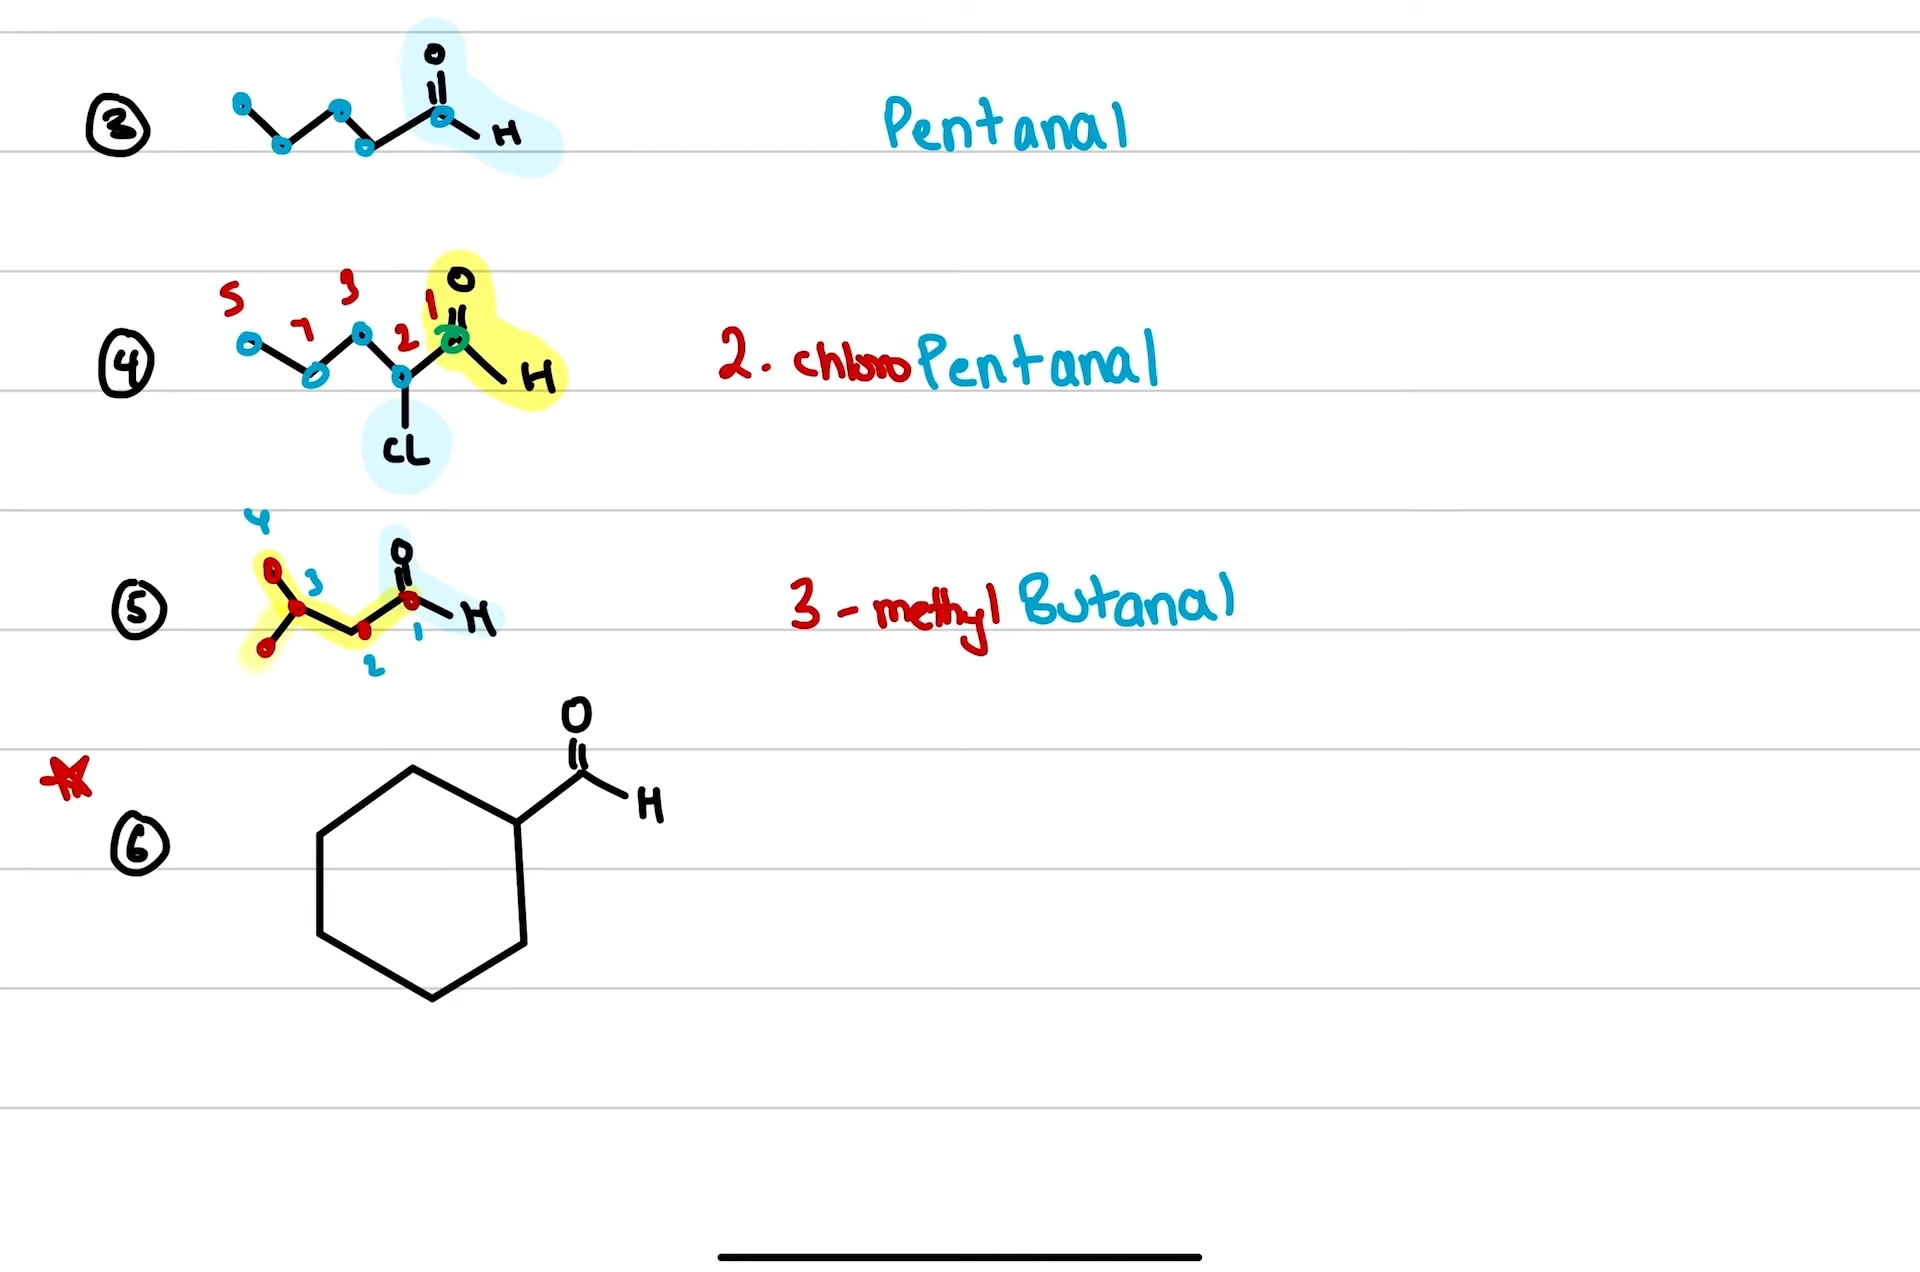 O
③ H Pentanal
5 4 3 2 1 O
④ H 2. chloro Pentanal
CL
4 3 O
⑤ H 3 - methyl Butanal
2 1
O
H
⑥